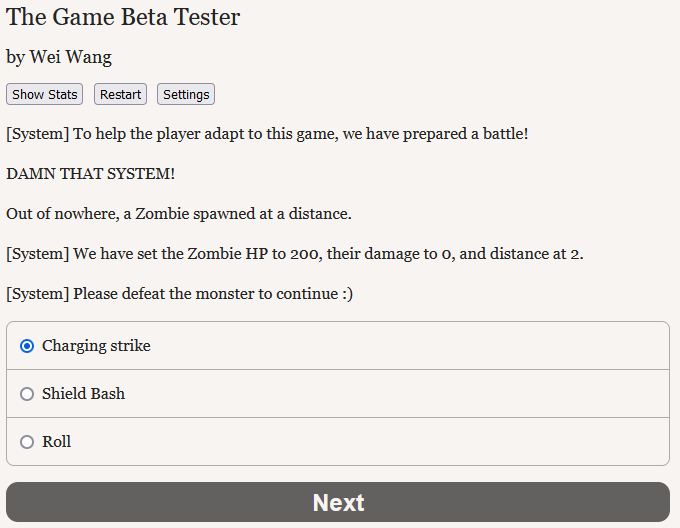 The Game Beta Tester
by Wei Wang
Show Stats Restart Settings
[System] To help the player adapt to this game, we have prepared a battle!
DAMN THAT SYSTEM!
Out of nowhere, a Zombie spawned at a distance.
[System] We have set the Zombie HP to 200, their damage to 0, and distance at 2.
[System] Please defeat the monster to continue :)
Charging strike
Shield Bash
Roll
Next